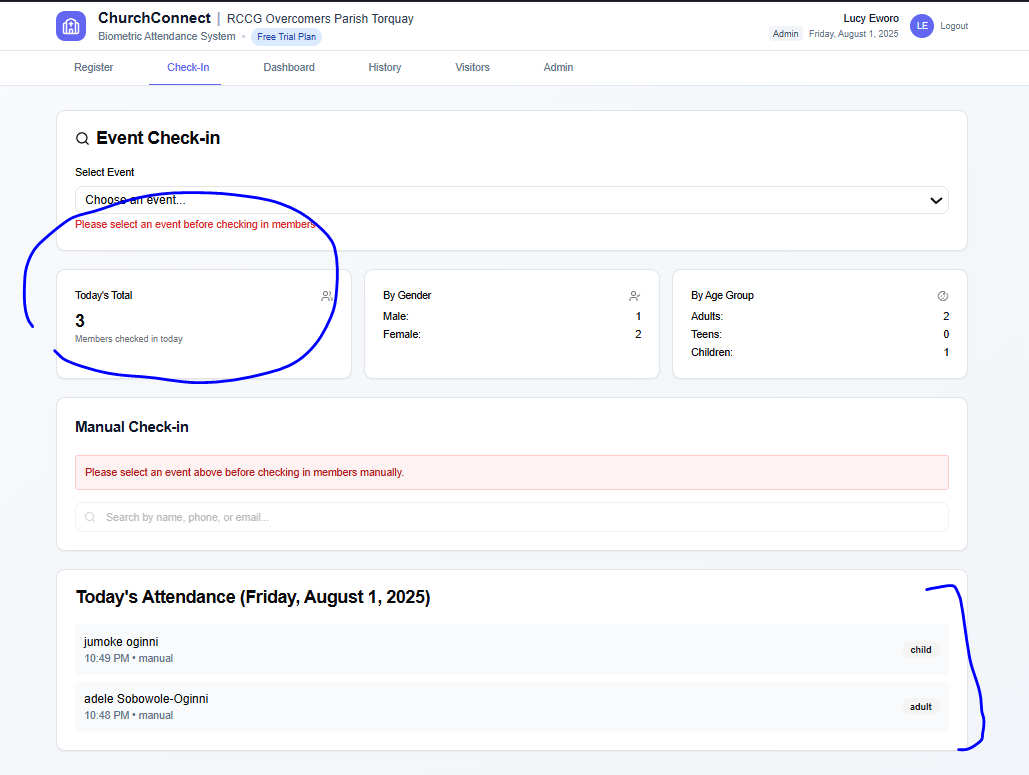 ChurchConnect | RCCG Overcomers Parish Torquay
Biometric Attendance System • Free Trial Plan
Lucy Eworo
Admin Friday, August 1, 2025
LE
Logout
Register Check-In Dashboard History Visitors Admin
Event Check-in
Select Event
Choose an event...
Please select an event before checking in members
Today's Total
3
Members checked in today
By Gender
Male: 1
Female: 2
By Age Group
Adults: 2
Teens: 0
Children: 1
Manual Check-in
Please select an event above before checking in members manually.
Search by name, phone, or email...
Today's Attendance (Friday, August 1, 2025)
jumoke oginni
10:49 PM • manual
child
adele Sobowole-Oginni
10:48 PM • manual
adult